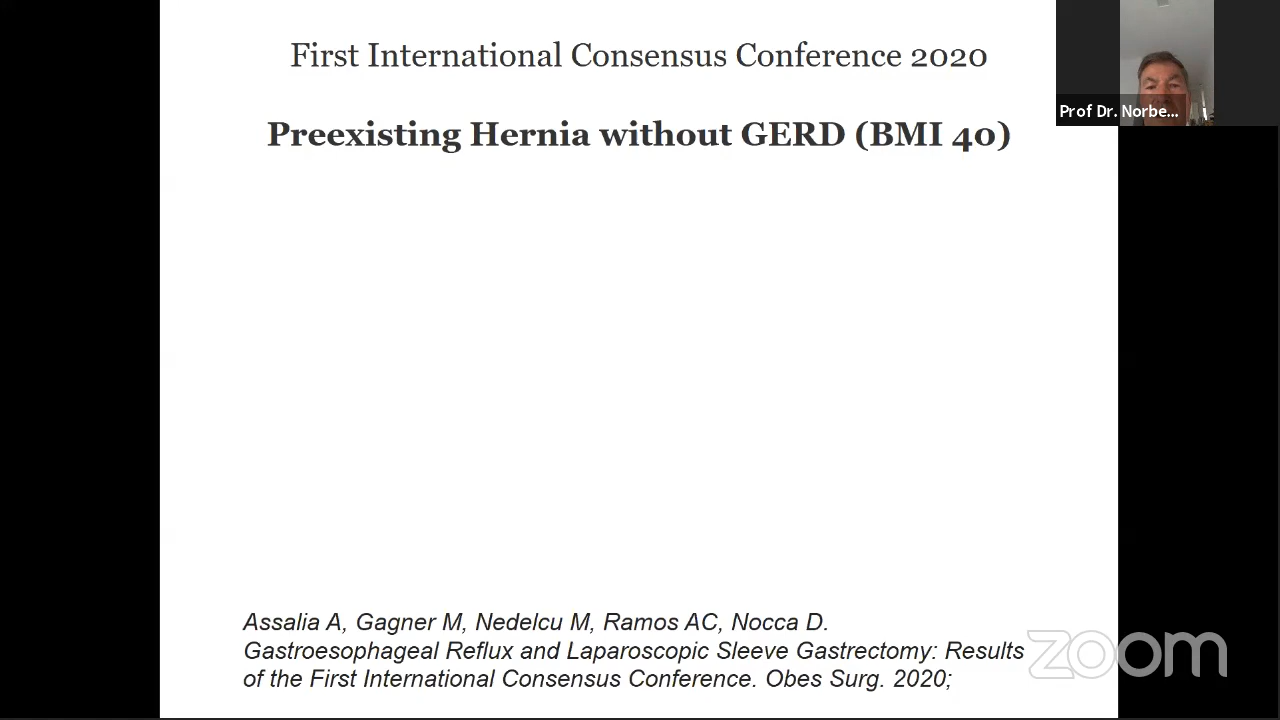 First International Consensus Conference 2020
Prof Dr. Norbe...
Preexisting Hernia without GERD (BMI 40)
Assalia A, Gagner M, Nedelcu M, Ramos AC, Nocca D.
Gastroesophageal Reflux and Laparoscopic Sleeve Gastrectomy: Results
of the First International Consensus Conference. Obes Surg. 2020;
zoom